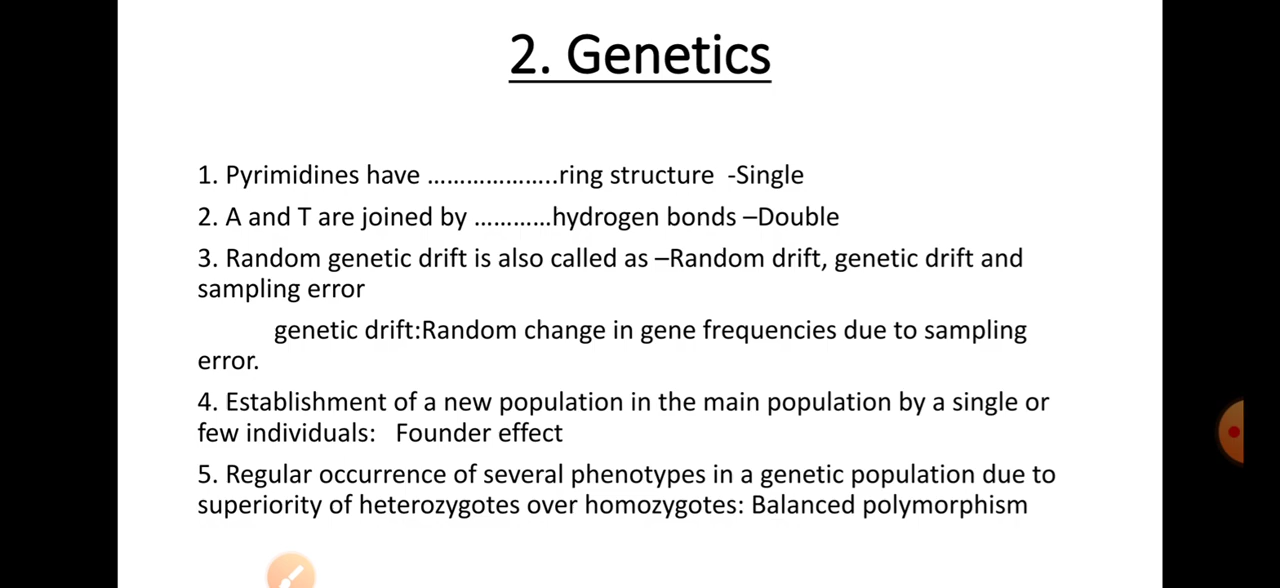 2. Genetics
1. Pyrimidines have ………………..ring structure -Single
2. A and T are joined by …………hydrogen bonds –Double
3. Random genetic drift is also called as –Random drift, genetic drift and
sampling error
genetic drift:Random change in gene frequencies due to sampling
error.
4. Establishment of a new population in the main population by a single or
few individuals: Founder effect
5. Regular occurrence of several phenotypes in a genetic population due to
superiority of heterozygotes over homozygotes: Balanced polymorphism